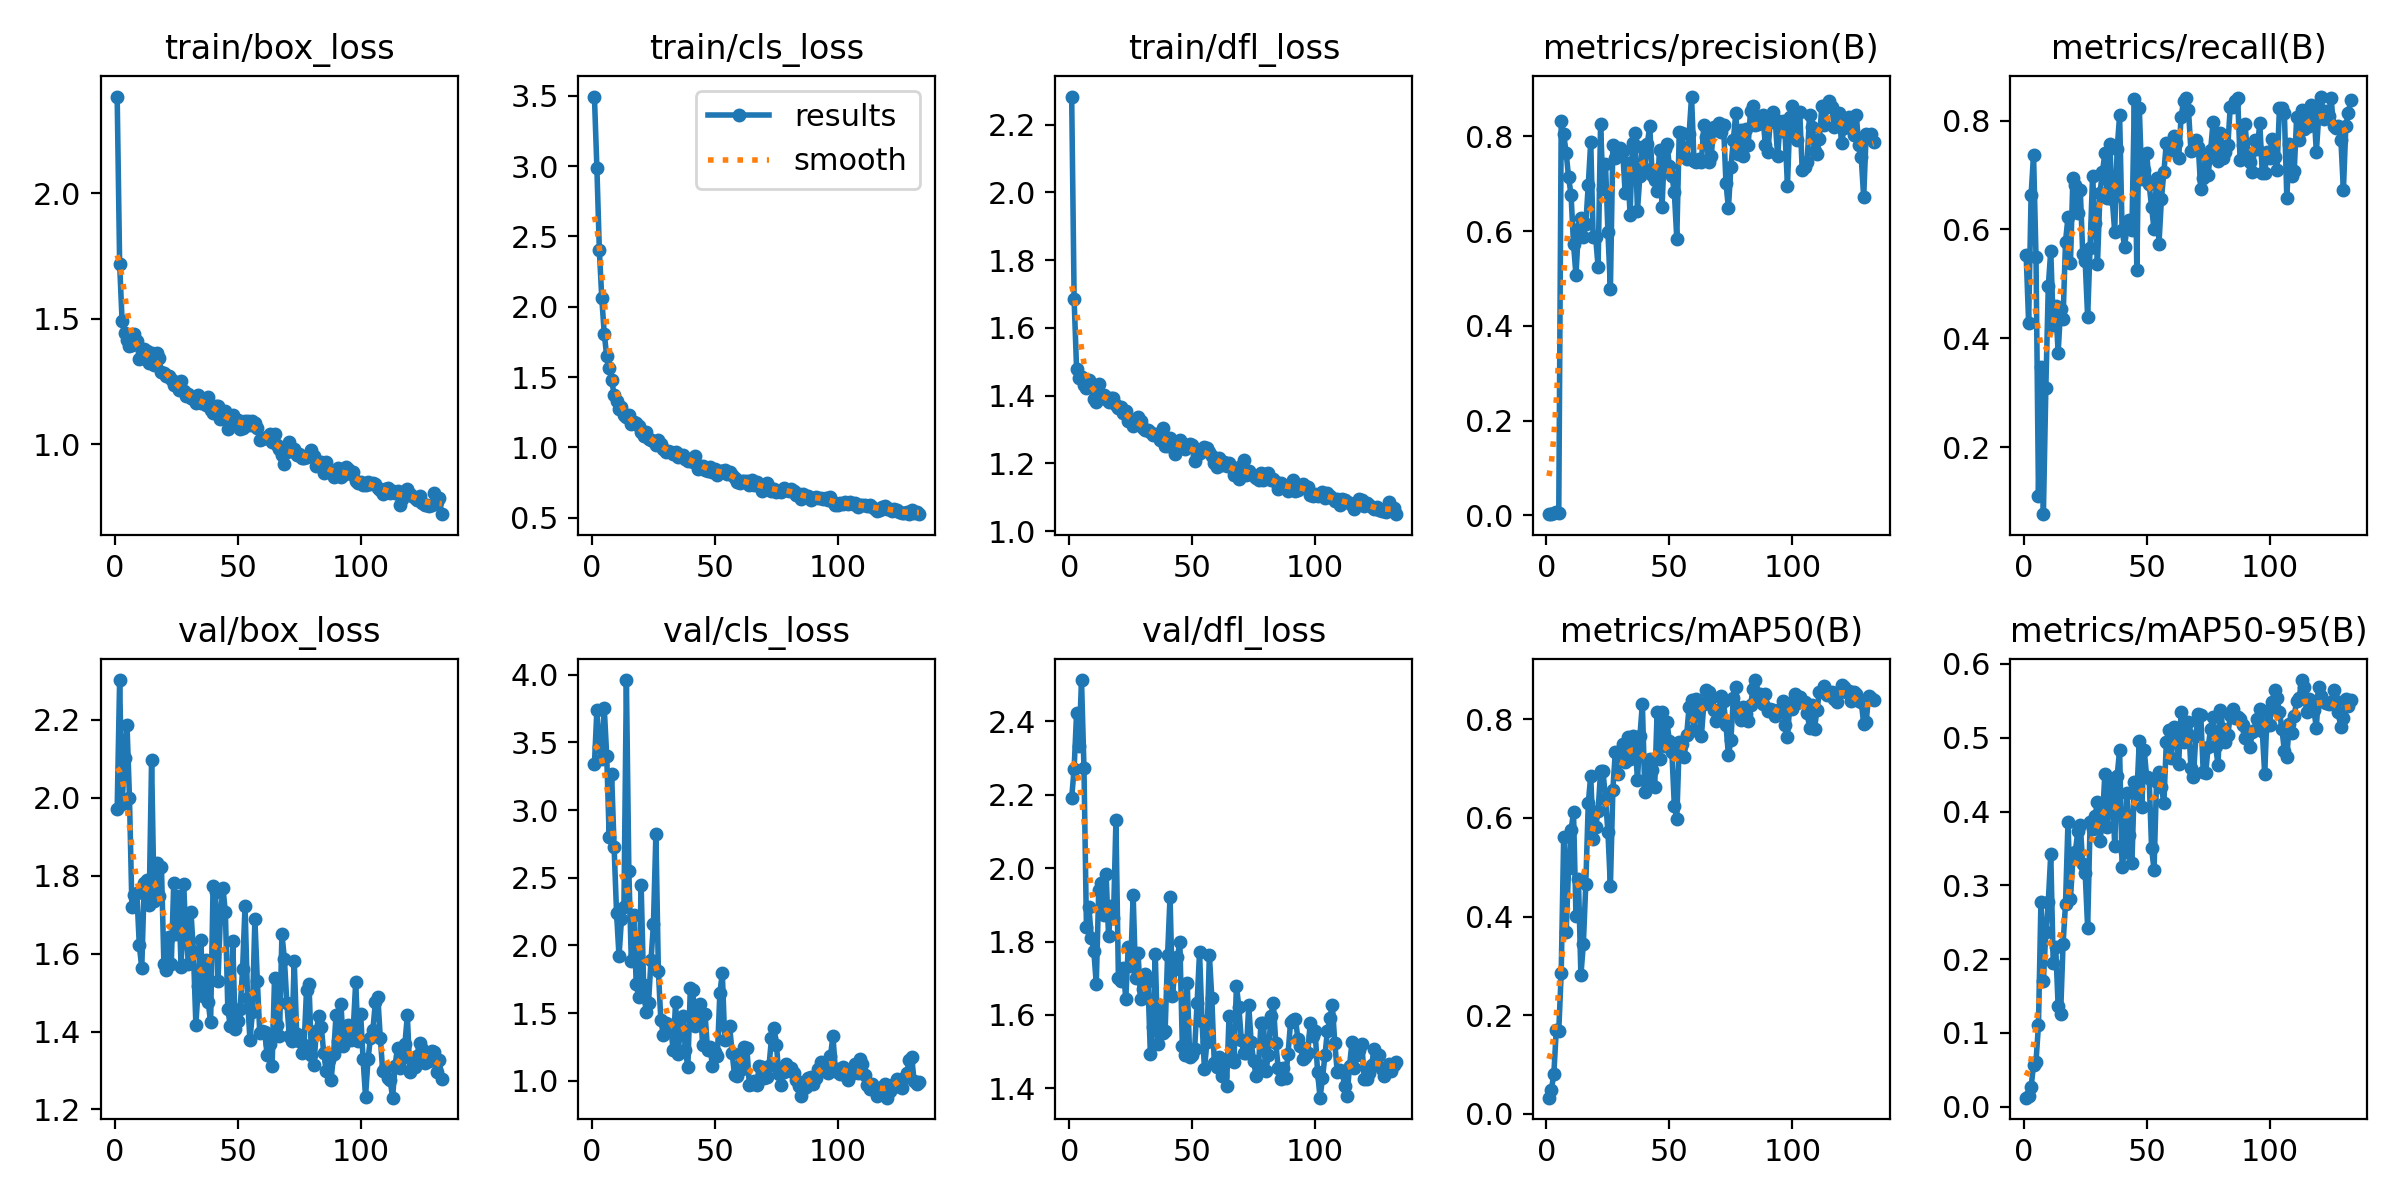 train/box_loss
2.0
1.5
1.0
0 50 100
train/cls_loss
results
smooth
3.5
3.0
2.5
2.0
1.5
1.0
0.5
0 50 100
train/dfl_loss
2.2
2.0
1.8
1.6
1.4
1.2
1.0
0 50 100
metrics/precision(B)
0.8
0.6
0.4
0.2
0.0
0 50 100
metrics/recall(B)
0.8
0.6
0.4
0.2
0 50 100
val/box_loss
2.2
2.0
1.8
1.6
1.4
1.2
0 50 100
val/cls_loss
4.0
3.5
3.0
2.5
2.0
1.5
1.0
0 50 100
val/dfl_loss
2.4
2.2
2.0
1.8
1.6
1.4
0 50 100
metrics/mAP50(B)
0.8
0.6
0.4
0.2
0.0
0 50 100
metrics/mAP50-95(B)
0.6
0.5
0.4
0.3
0.2
0.1
0.0
0 50 100